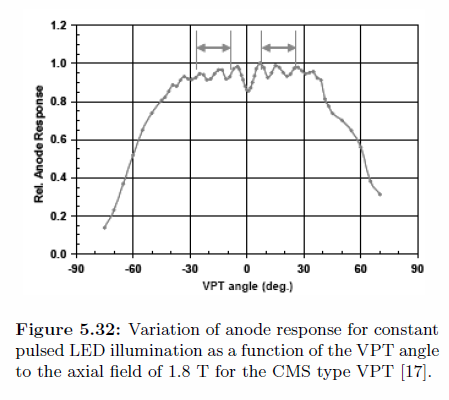 1.2
1.0
0.8
0.6
0.4
0.2
0.0
Rel. Anode Response
-90 -60 -30 0 30 60 90
VPT angle (deg.)
Figure 5.32: Variation of anode response for constant
pulsed LED illumination as a function of the VPT angle
to the axial field of 1.8 T for the CMS type VPT [17].